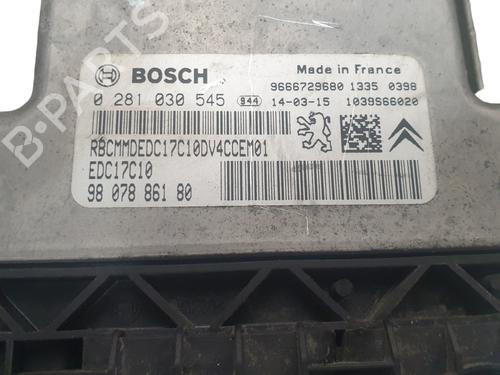 B-PARTS
BOSCH
Made in France
9666729680 1335 0398
0 281 030 545 944 14-03-15 1039S66020
RBCMMDEDC17C10DV4CCEM01
EDC17C10
98 078 861 80